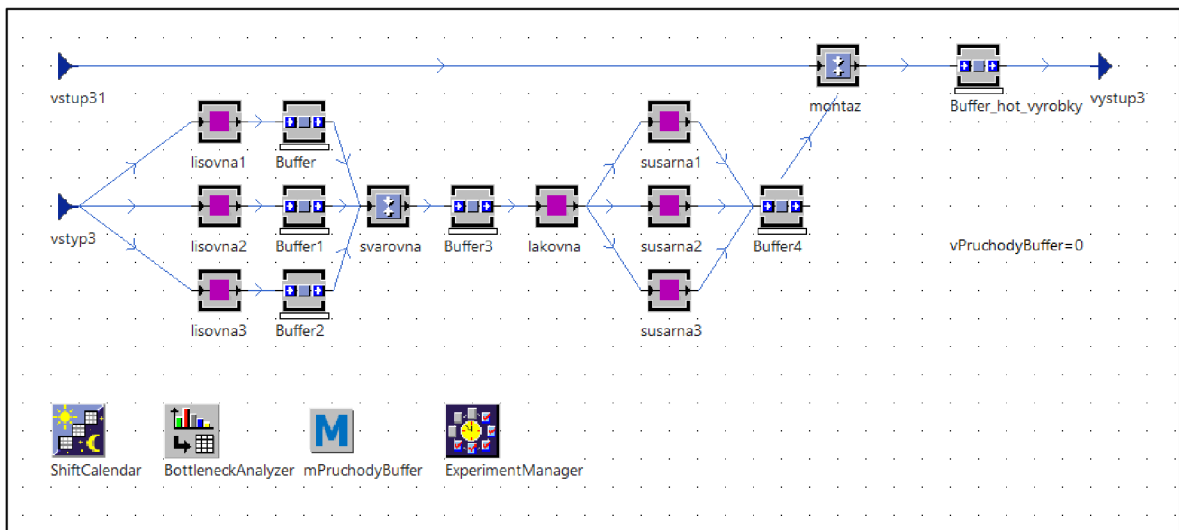 vstup31
montaz
Buffer_hot_vyrobky
vystup3
lisovna1
Buffer
susarna1
vstyp3
lisovna2
Buffer1
svarovna
Buffer3
lakovna
susarna2
Buffer4
vPruchodyBuffer=0
lisovna3
Buffer2
susarna3
M
ShiftCalendar
BottleneckAnalyzer
mPruchodyBuffer
ExperimentManager